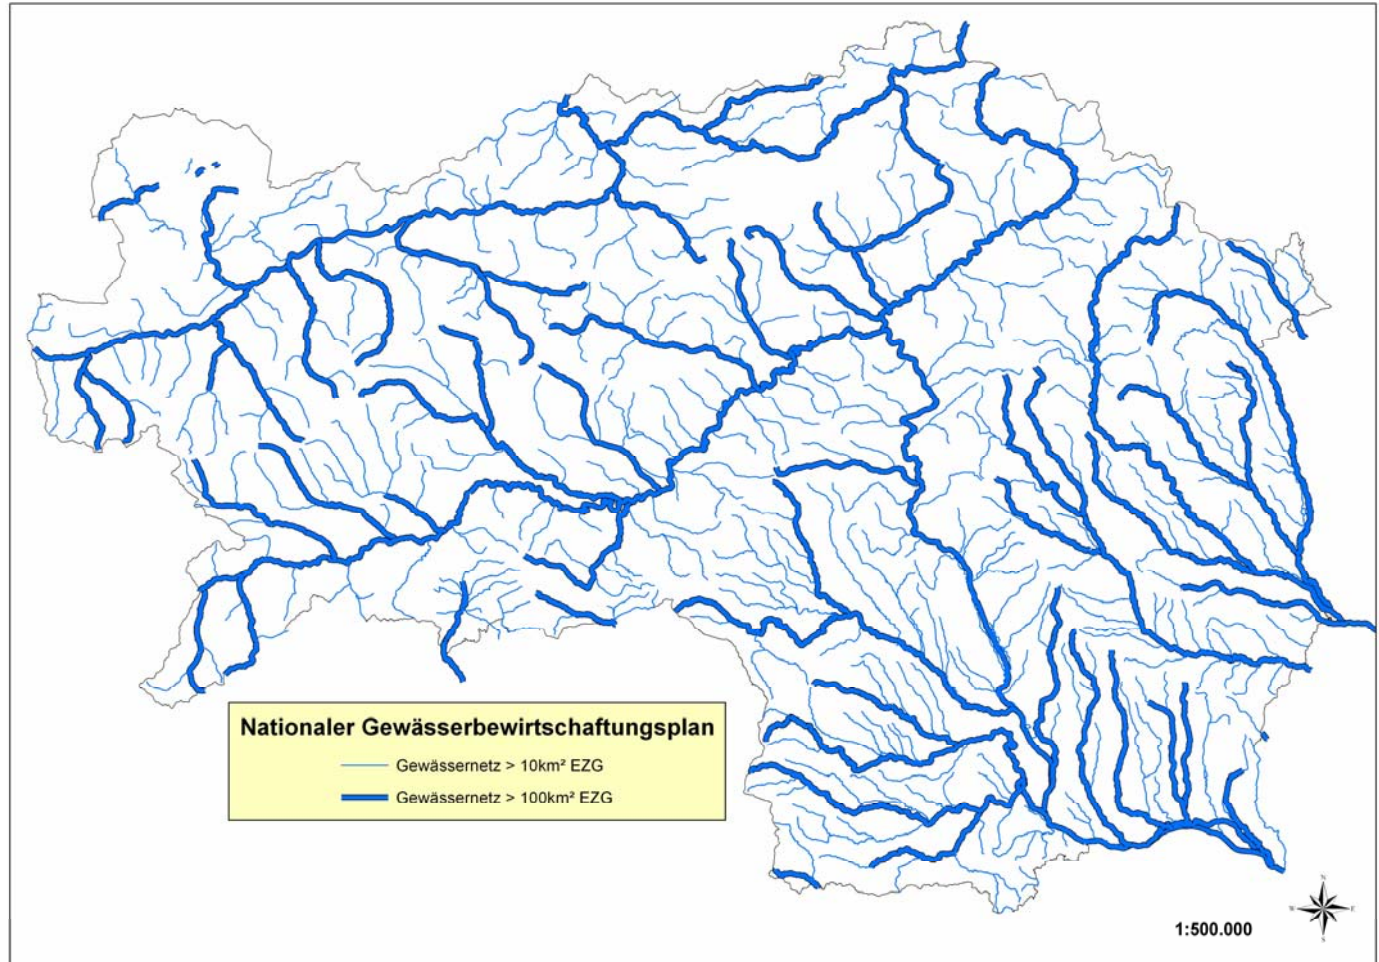 Nationaler Gewässerbewirtschaftungsplan
Gewässernetz > 10km² EZG
Gewässernetz > 100km² EZG
N
W E
S
1:500.000